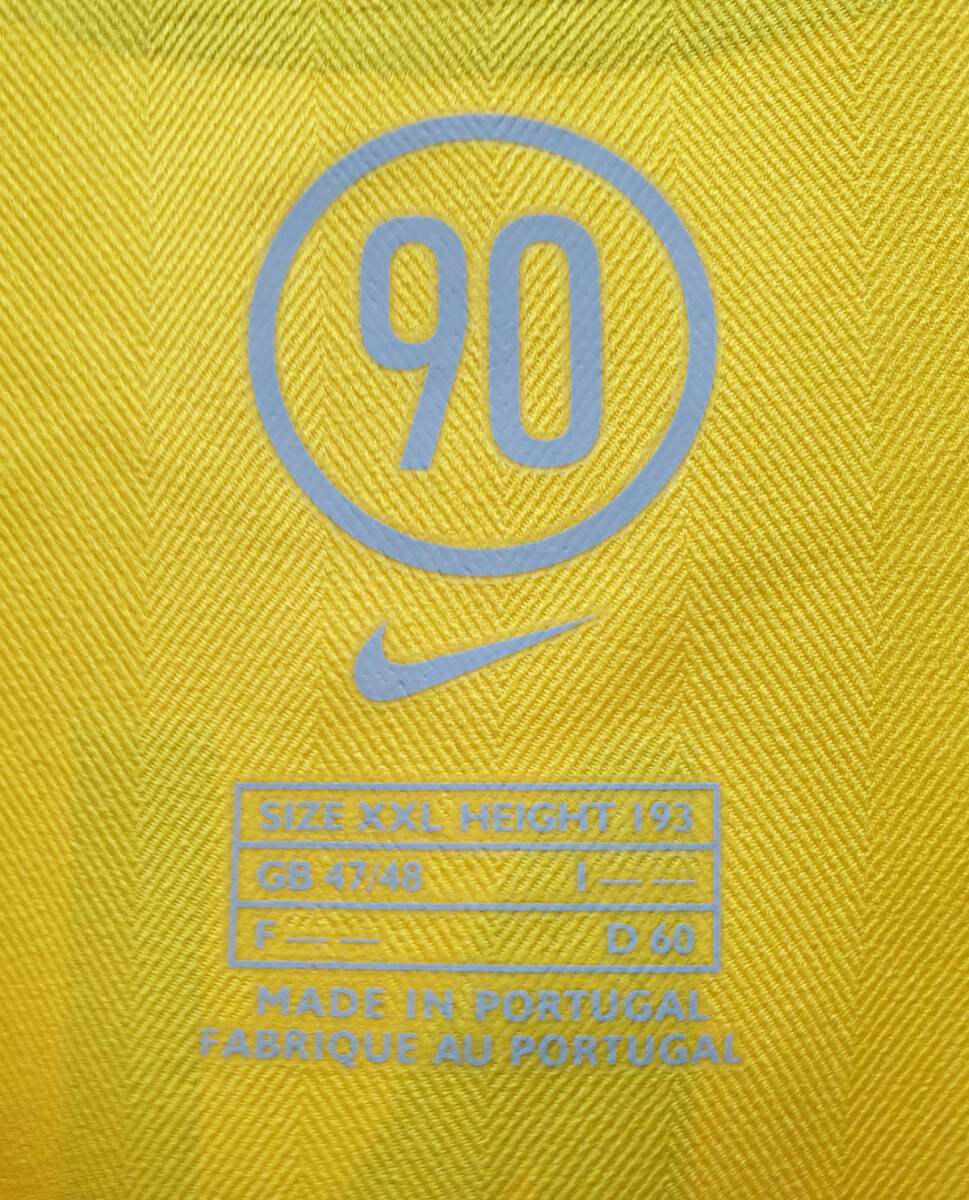 90
SIZE XXL HEIGHT 193
GB 47/48 I — —
F — — D 60
MADE IN PORTUGAL
FABRIQUE AU PORTUGAL